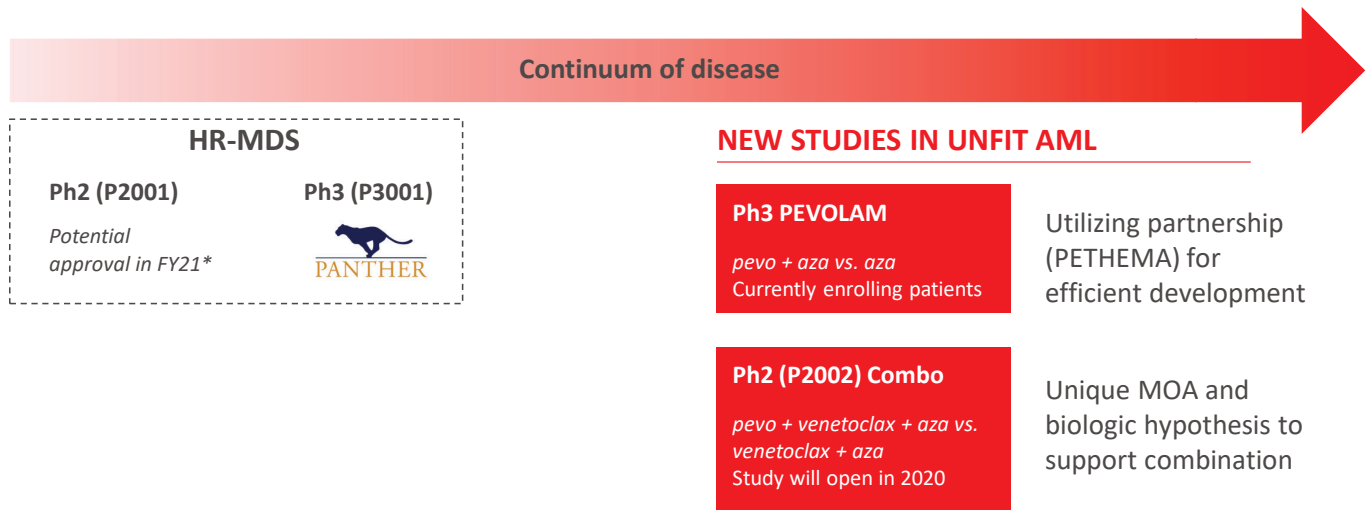 Continuum of disease
HR-MDS
Ph2 (P2001)
Potential
approval in FY21*
Ph3 (P3001)
PANTHER
NEW STUDIES IN UNFIT AML
Ph3 PEVOLAM
pevo + aza vs. aza
Currently enrolling patients
Utilizing partnership
(PETHEMA) for
efficient development
Ph2 (P2002) Combo
pevo + venetoclax + aza vs.
venetoclax + aza
Study will open in 2020
Unique MOA and
biologic hypothesis to
support combination